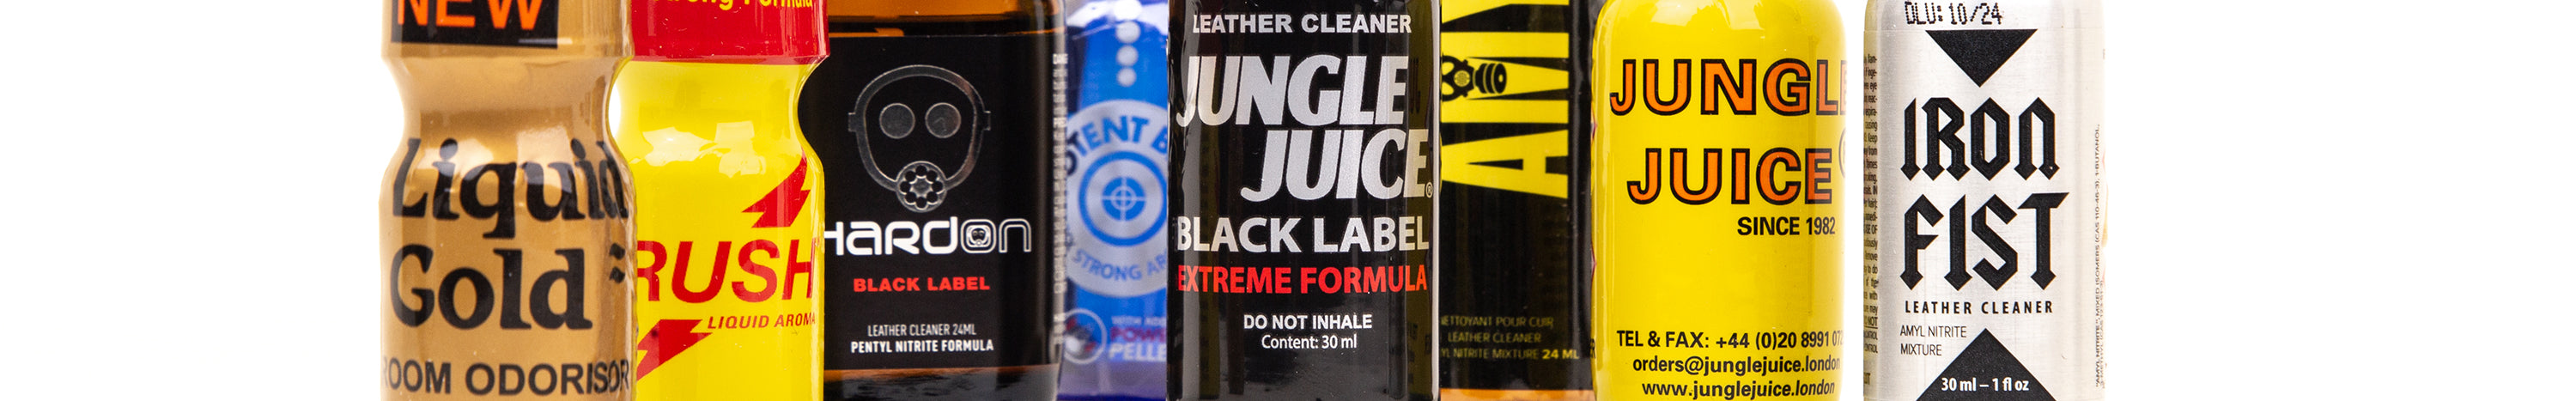 NEW
Liquid
Gold
ROOM ODORISOR
Strong Formula
RUSH
LIQUID AROMA
HARDON
BLACK LABEL
LEATHER CLEANER 24ML
PENTYL NITRITE FORMULA
STRONG
LEATHER CLEANER
JUNGLE
JUICE®
BLACK LABEL
EXTREME FORMULA
DO NOT INHALE
Content: 30 ml
NETTOYANT POUR CUIR
LEATHER CLEANER
NITRITE MIXTURE 24 ML
JUNGLE
JUICE
SINCE 1982
TEL & FAX: +44 (0)20 8991
orders@junglejuice.london
www.junglejuice.london
DLU: 10/24
IRON
FIST
LEATHER CLEANER
AMYL NITRITE
MIXTURE
30 ml – 1 fl oz